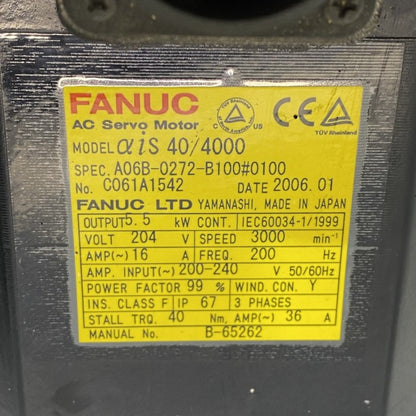 FANUC
AC Servo Motor
C US
TÜV Rheinland
CE
TÜV Rheinland
MODEL αiS 40/4000
SPEC. A06B-0272-B100#0100
No. C061A1542 DATE 2006.01
FANUC LTD YAMANASHI, MADE IN JAPAN
OUTPUT 5.5 kW CONT. IEC60034-1/1999
VOLT 204 V SPEED 3000 min⁻¹
AMP(~) 16 A FREQ. 200 Hz
AMP. INPUT(~) 200-240 V 50/60Hz
POWER FACTOR 99 % WIND. CON. Y
INS. CLASS F IP 67 3 PHASES
STALL TRQ. 40 Nm, AMP(~) 36 A
MANUAL No. B-65262